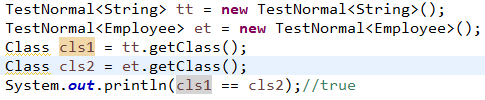 TestNormal<String> tt = new TestNormal<String>();
TestNormal<Employee> et = new TestNormal<Employee>();
Class cls1 = tt.getClass();
Class cls2 = et.getClass();
System.out.println(cls1 == cls2);//true